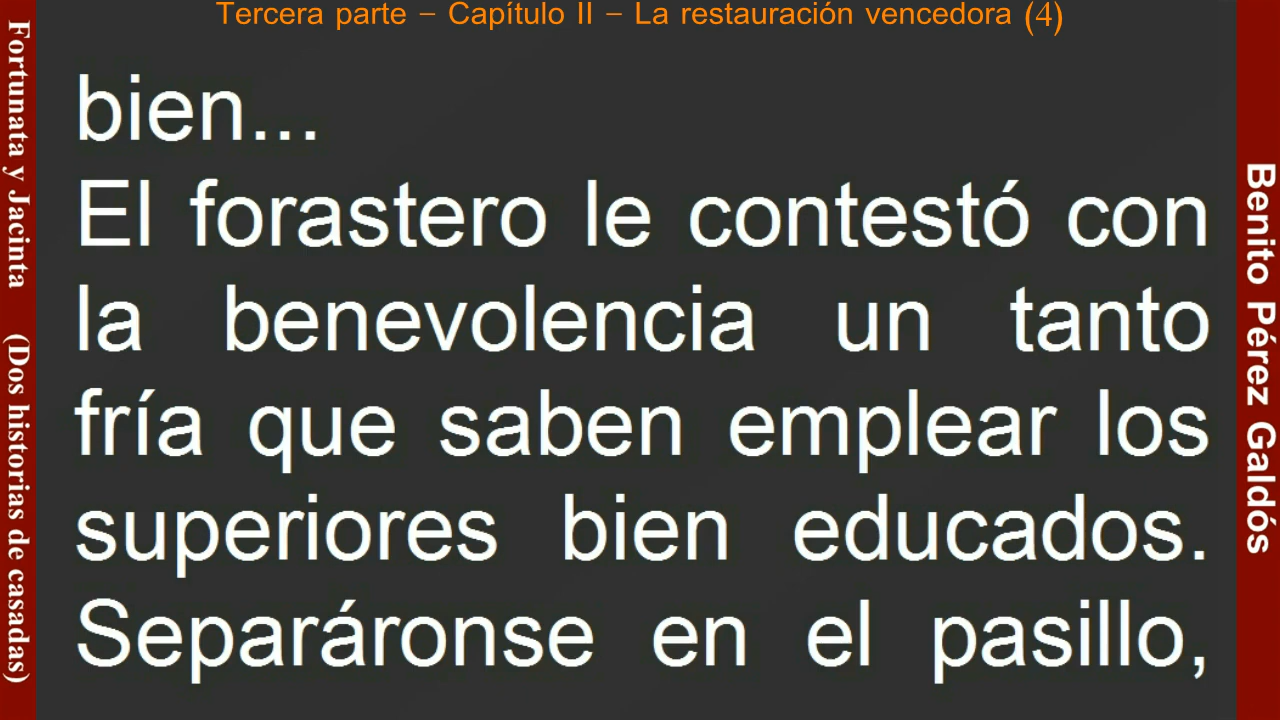 Tercera parte – Capítulo II – La restauración vencedora (4)
Fortunata y Jacinta (Dos historias de casadas)
bien...
El forastero le contestó con
la benevolencia un tanto
fría que saben emplear los
superiores bien educados.
Separáronse en el pasillo,
Benito Pérez Galdós